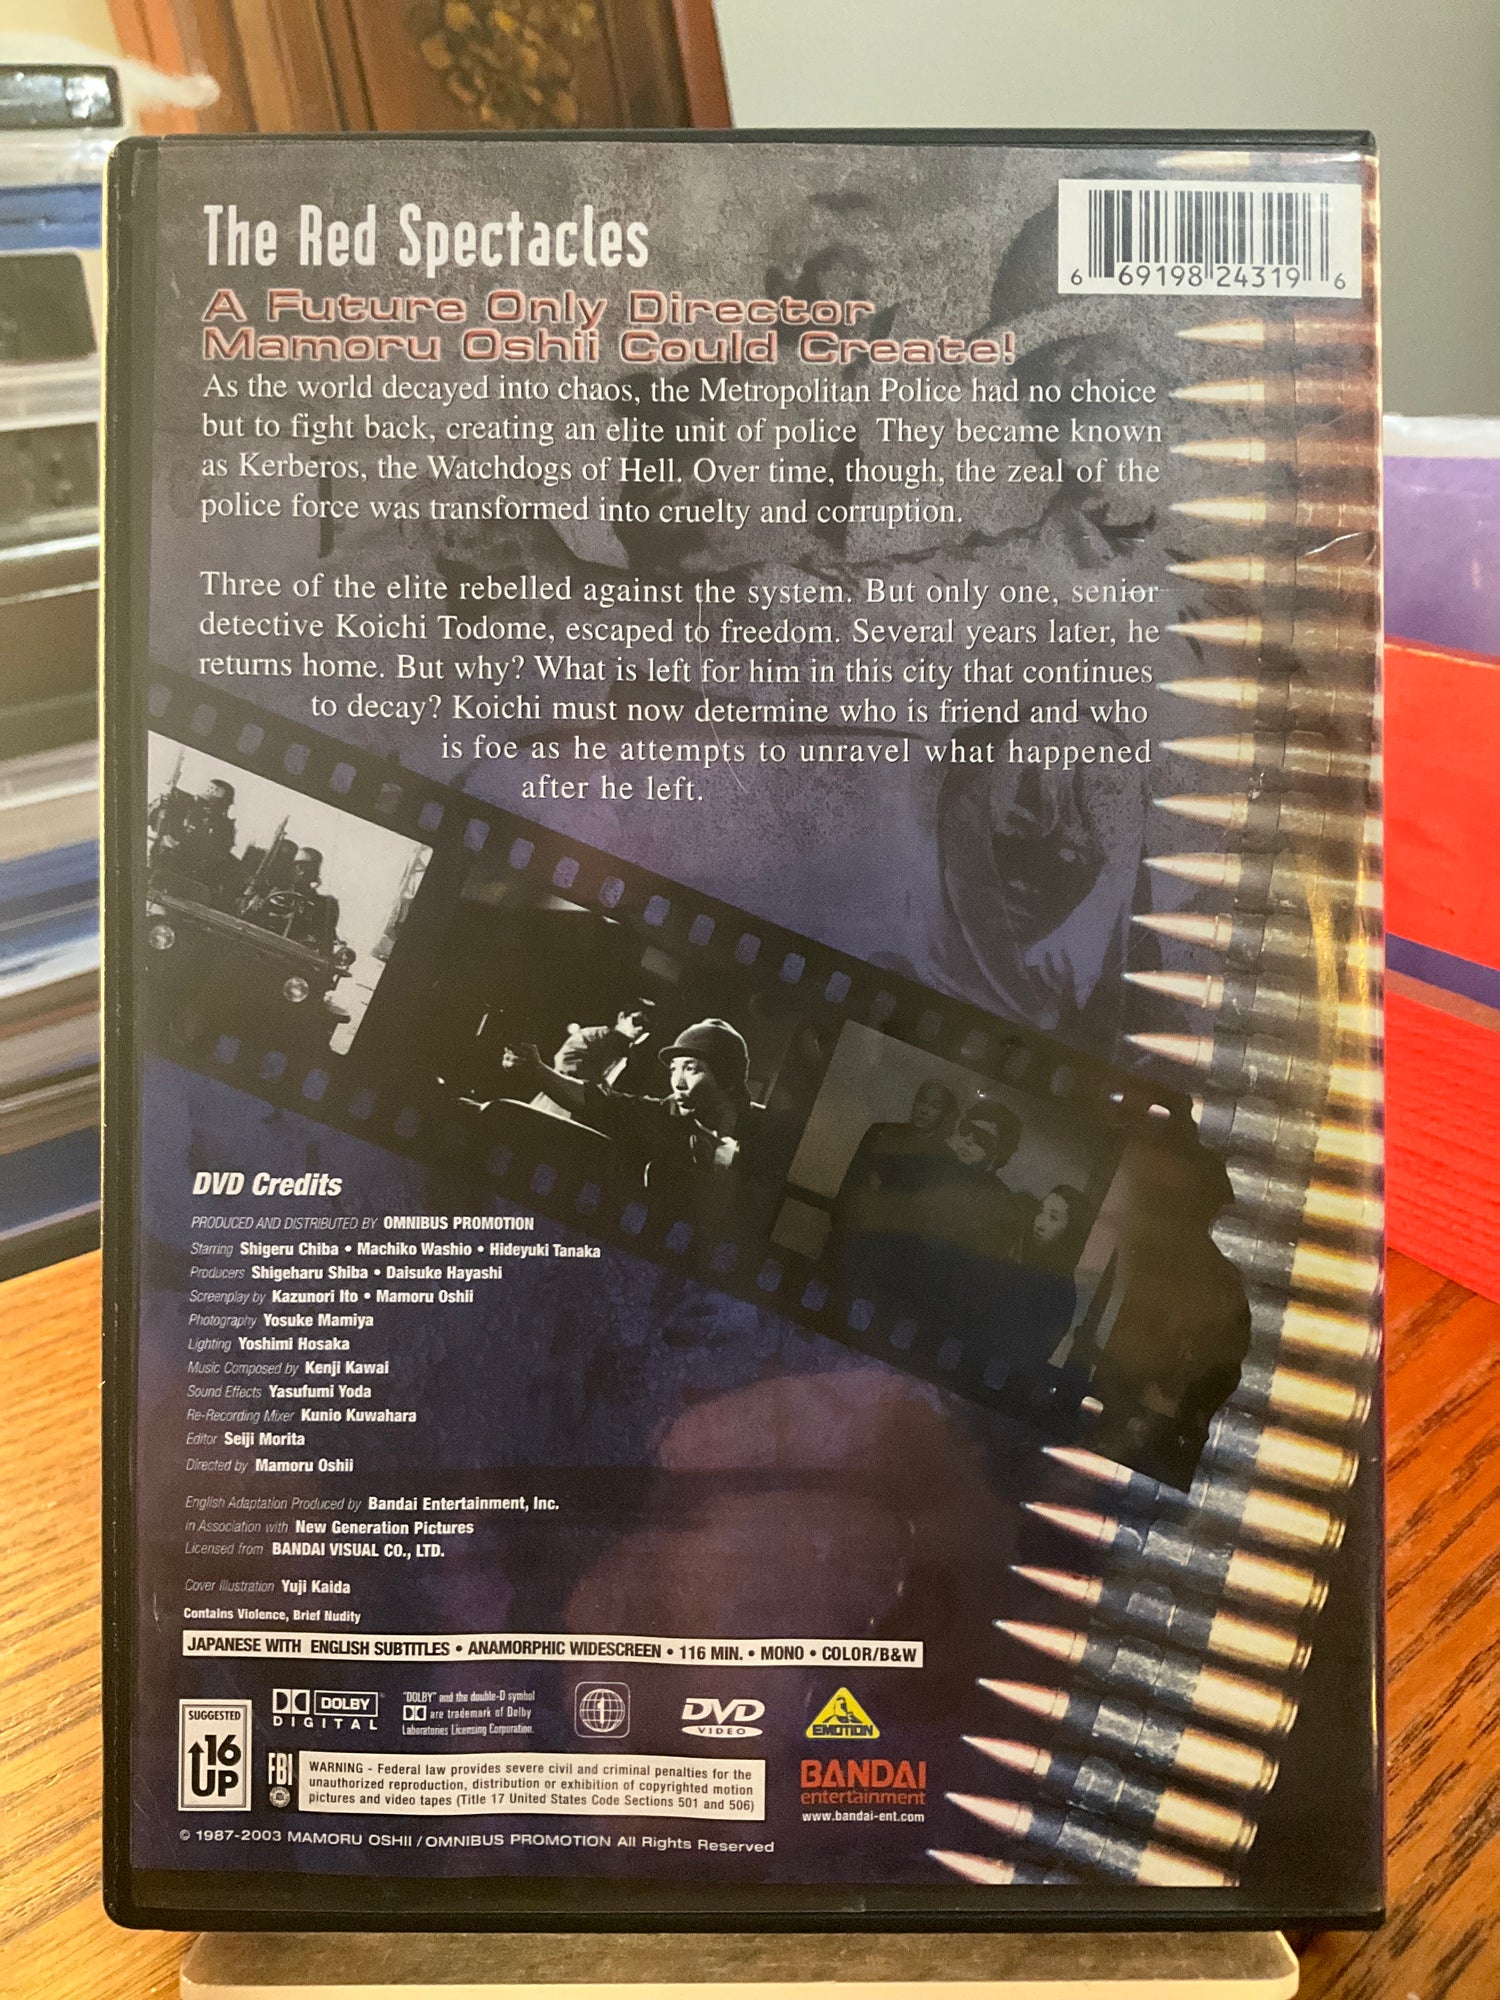 The Red Spectacles
6 69198 24319 6
A Future Only Director
Mamoru Oshii Could Create!
As the world decayed into chaos, the Metropolitan Police had no choice
but to fight back, creating an elite unit of police They became known
as Kerberos, the Watchdogs of Hell. Over time, though, the zeal of the
police force was transformed into cruelty and corruption.
Three of the elite rebelled against the system. But only one, senior
detective Koichi Todome, escaped to freedom. Several years later, he
returns home. But why? What is left for him in this city that continues
to decay? Koichi must now determine who is friend and who
is foe as he attempts to unravel what happened
after he left.
DVD Credits
PRODUCED AND DISTRIBUTED BY OMNIBUS PROMOTION
Starring Shigeru Chiba • Machiko Washio • Hideyuki Tanaka
Producers Shigeharu Shiba • Daisuke Hayashi
Screenplay by Kazunori Ito • Mamoru Oshii
Photography Yosuke Mamiya
Lighting Yoshimi Hosaka
Music Composed by Kenji Kawai
Sound Effects Yasufumi Yoda
Re-Recording Mixer Kunio Kuwahara
Editor Seiji Morita
Directed by Mamoru Oshii
English Adaptation Produced by Bandai Entertainment, Inc.
in Association with New Generation Pictures
Licensed from BANDAI VISUAL CO., LTD.
Cover Illustration Yuji Kaida
Contains Violence, Brief Nudity
JAPANESE WITH ENGLISH SUBTITLES • ANAMORPHIC WIDESCREEN • 116 MIN. • MONO • COLOR/B&W
SUGGESTED
16
UP
DOLBY
DIGITAL
"DOLBY" and the double-D symbol
are trademark of Dolby
Laboratories Licensing Corporation.
1
DVD
VIDEO
EMOTION
FBI
WARNING - Federal law provides severe civil and criminal penalties for the
unauthorized reproduction, distribution or exhibition of copyrighted motion
pictures and video tapes (Title 17 United States Code Sections 501 and 506)
BANDAI
entertainment
www.bandai-ent.com
© 1987-2003 MAMORU OSHII / OMNIBUS PROMOTION All Rights Reserved